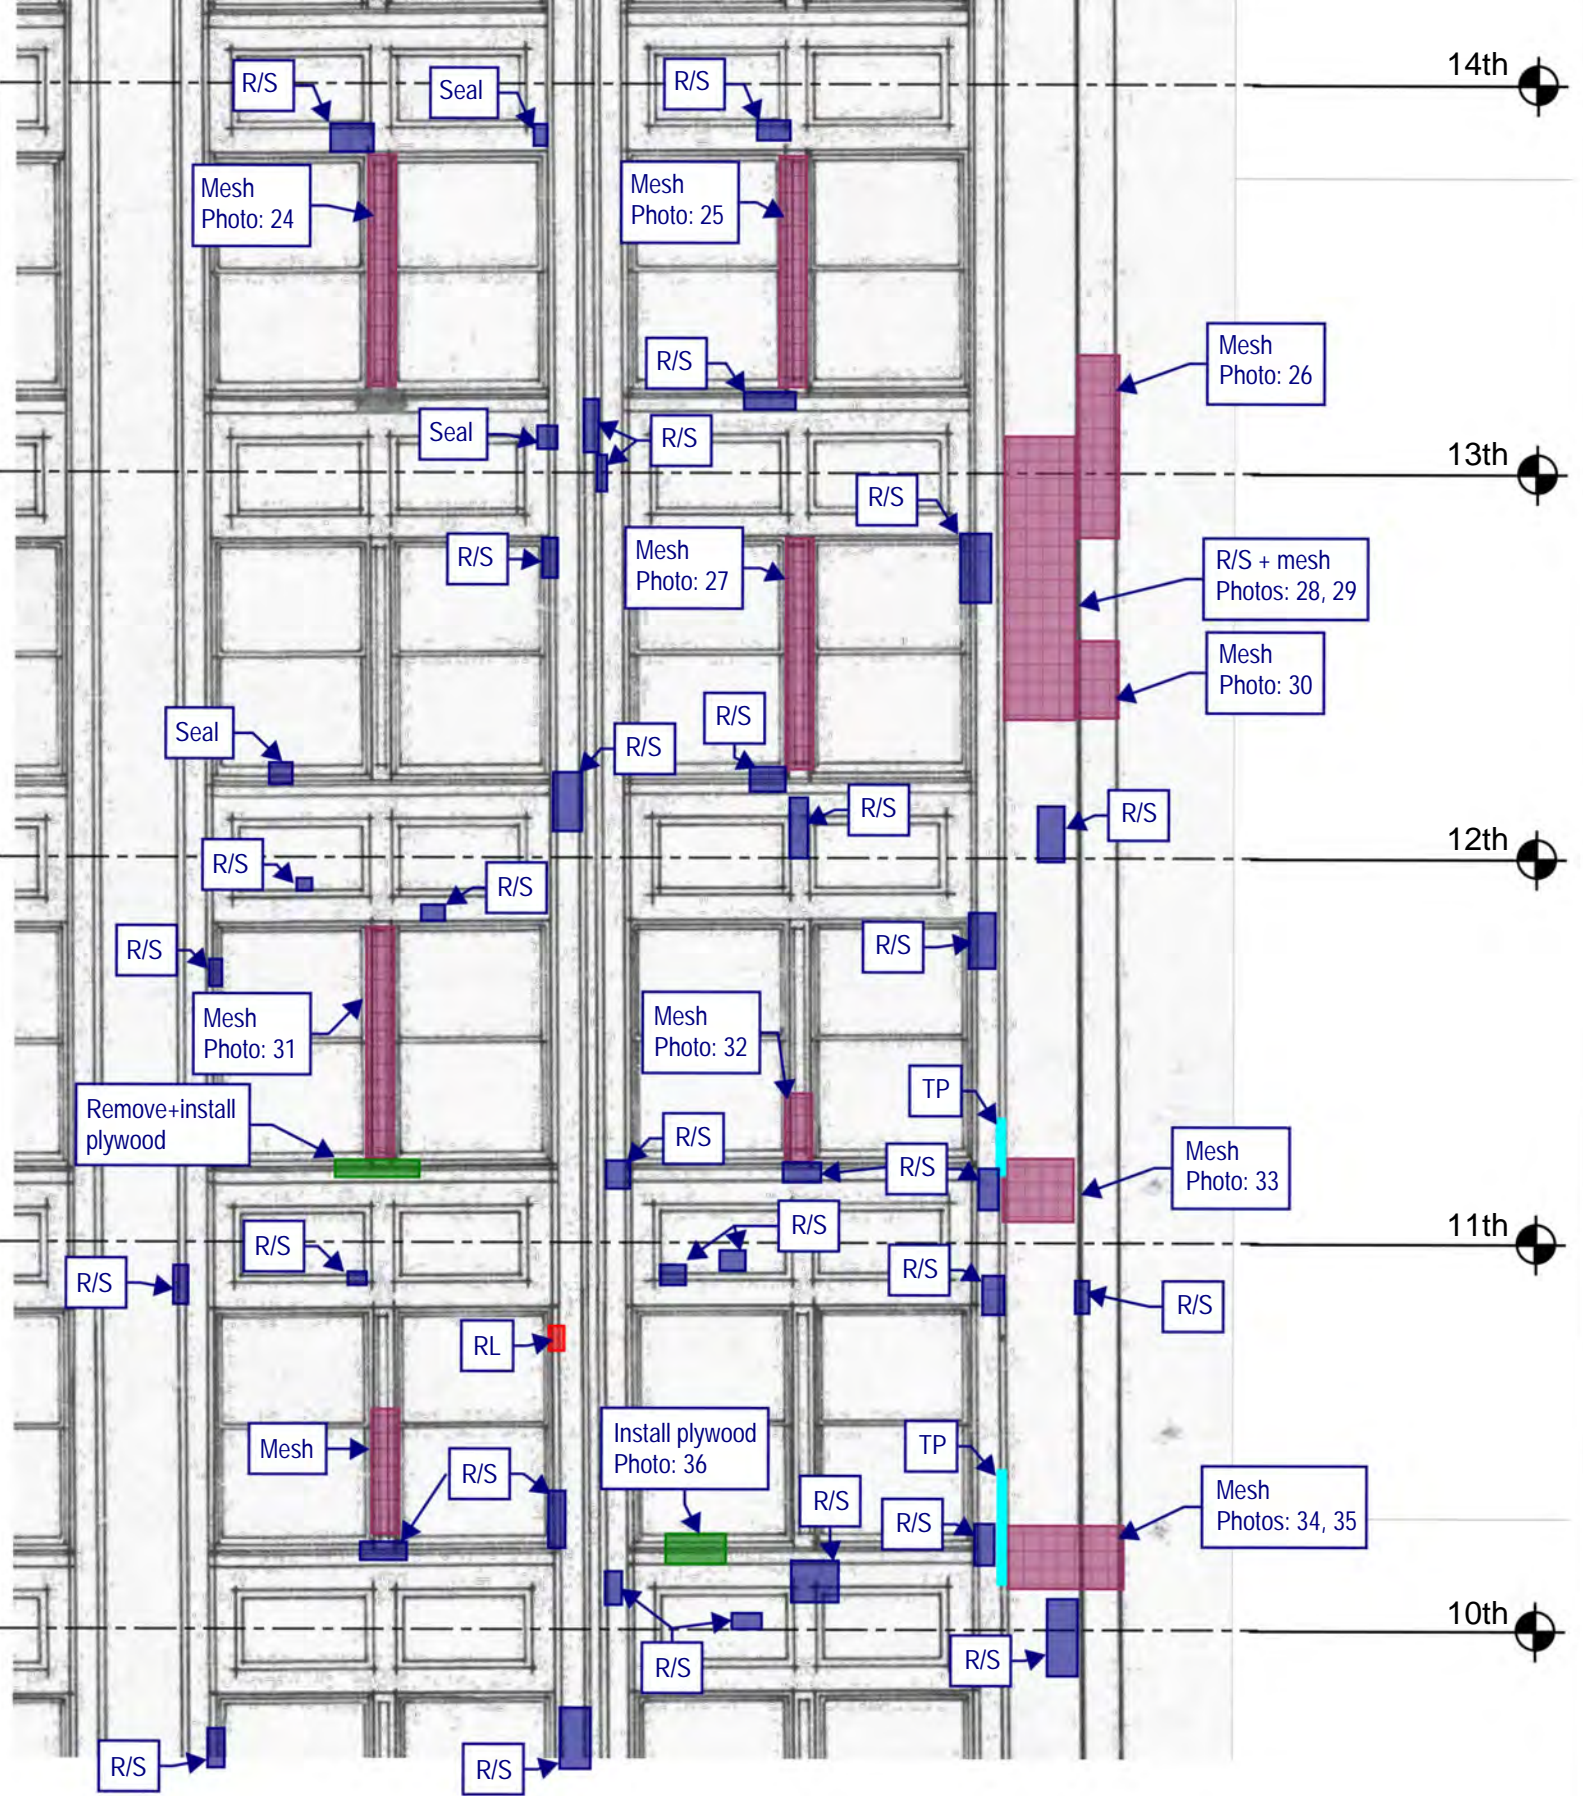 14th
R/S
Seal
R/S
Mesh
Photo: 24
Mesh
Photo: 25
R/S
Mesh
Photo: 26
Seal
R/S
13th
R/S
R/S
Mesh
Photo: 27
R/S + mesh
Photos: 28, 29
Mesh
Photo: 30
Seal
R/S
R/S
R/S
R/S
12th
R/S
R/S
R/S
R/S
Mesh
Photo: 31
Mesh
Photo: 32
TP
Remove+install
plywood
R/S
R/S
Mesh
Photo: 33
R/S
R/S
11th
R/S
R/S
R/S
RL
Mesh
R/S
Install plywood
Photo: 36
TP
R/S
R/S
Mesh
Photos: 34, 35
10th
R/S
R/S
R/S
R/S